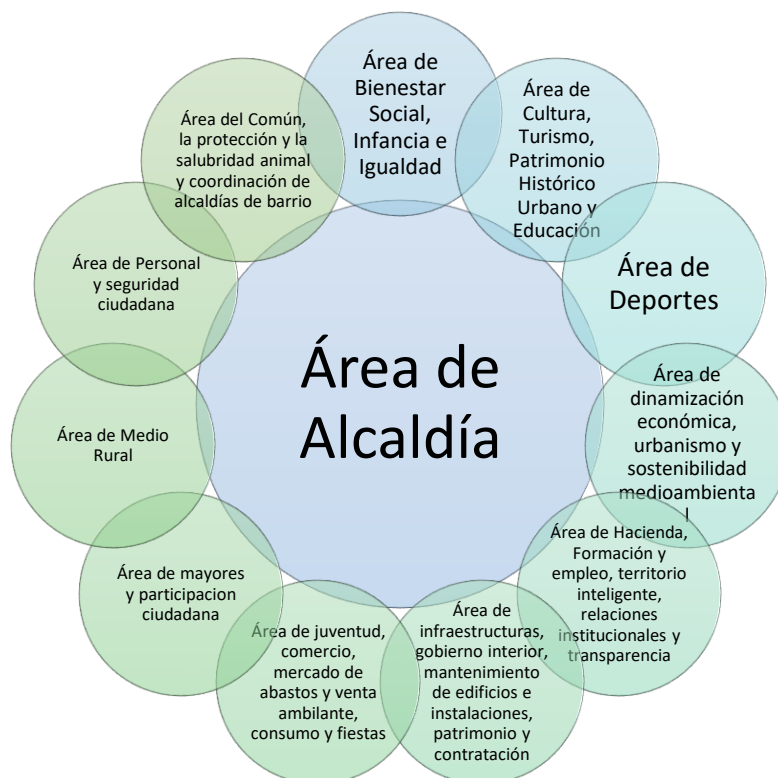 Área de
Bienestar
Social,
Infancia e
Igualdad
Área de
Cultura,
Turismo,
Patrimonio
Histórico
Urbano y
Educación
Área de
Deportes
Área de
dinamización
económica,
urbanismo y
sostenibilidad
medioambienta
l
Área de Hacienda,
Formación y
empleo, territorio
inteligente,
relaciones
institucionales y
transparencia
Área de
infraestructuras,
gobierno interior,
mantenimiento
de edificios e
instalaciones,
patrimonio y
contratación
Área de juventud,
comercio,
mercado de
abastos y venta
ambilante,
consumo y fiestas
Área de mayores
y participacion
ciudadana
Área de Medio
Rural
Área de Personal
y seguridad
ciudadana
Área del Común,
la protección y la
salubridad animal
y coordinación de
alcaldías de barrio
Área de
Alcaldía